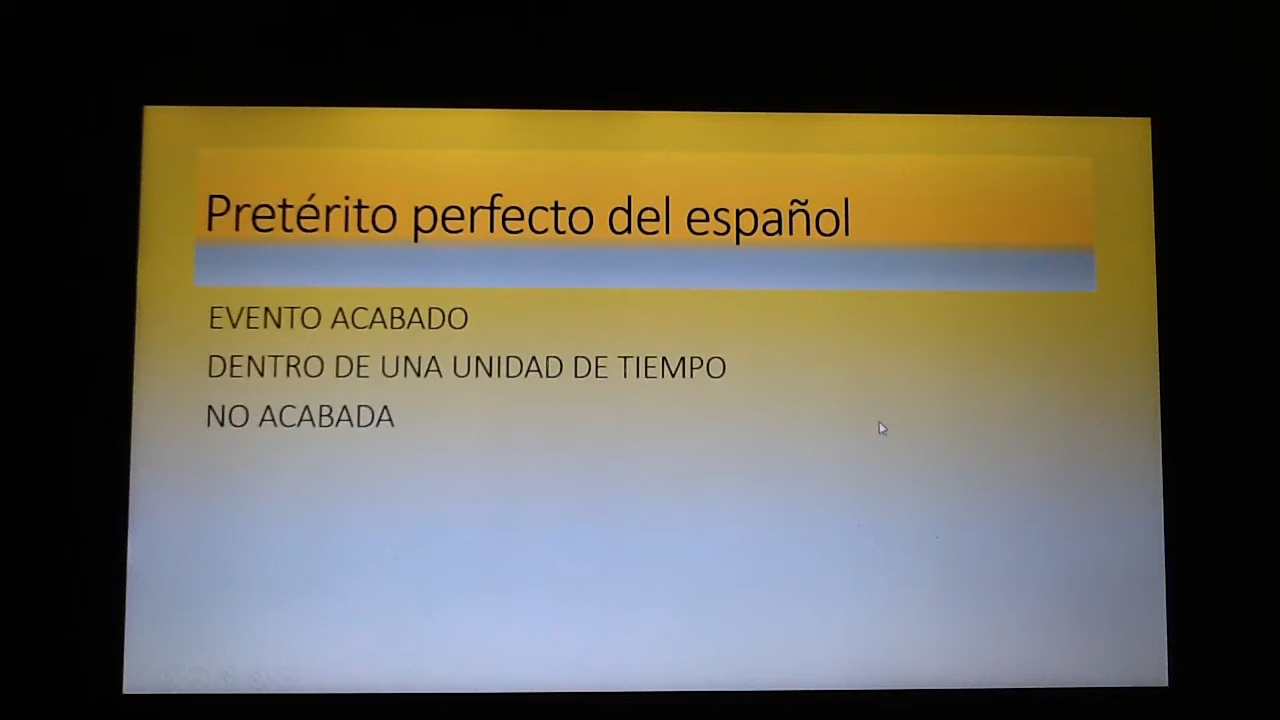 Pretérito perfecto del español
EVENTO ACABADO
DENTRO DE UNA UNIDAD DE TIEMPO
NO ACABADA